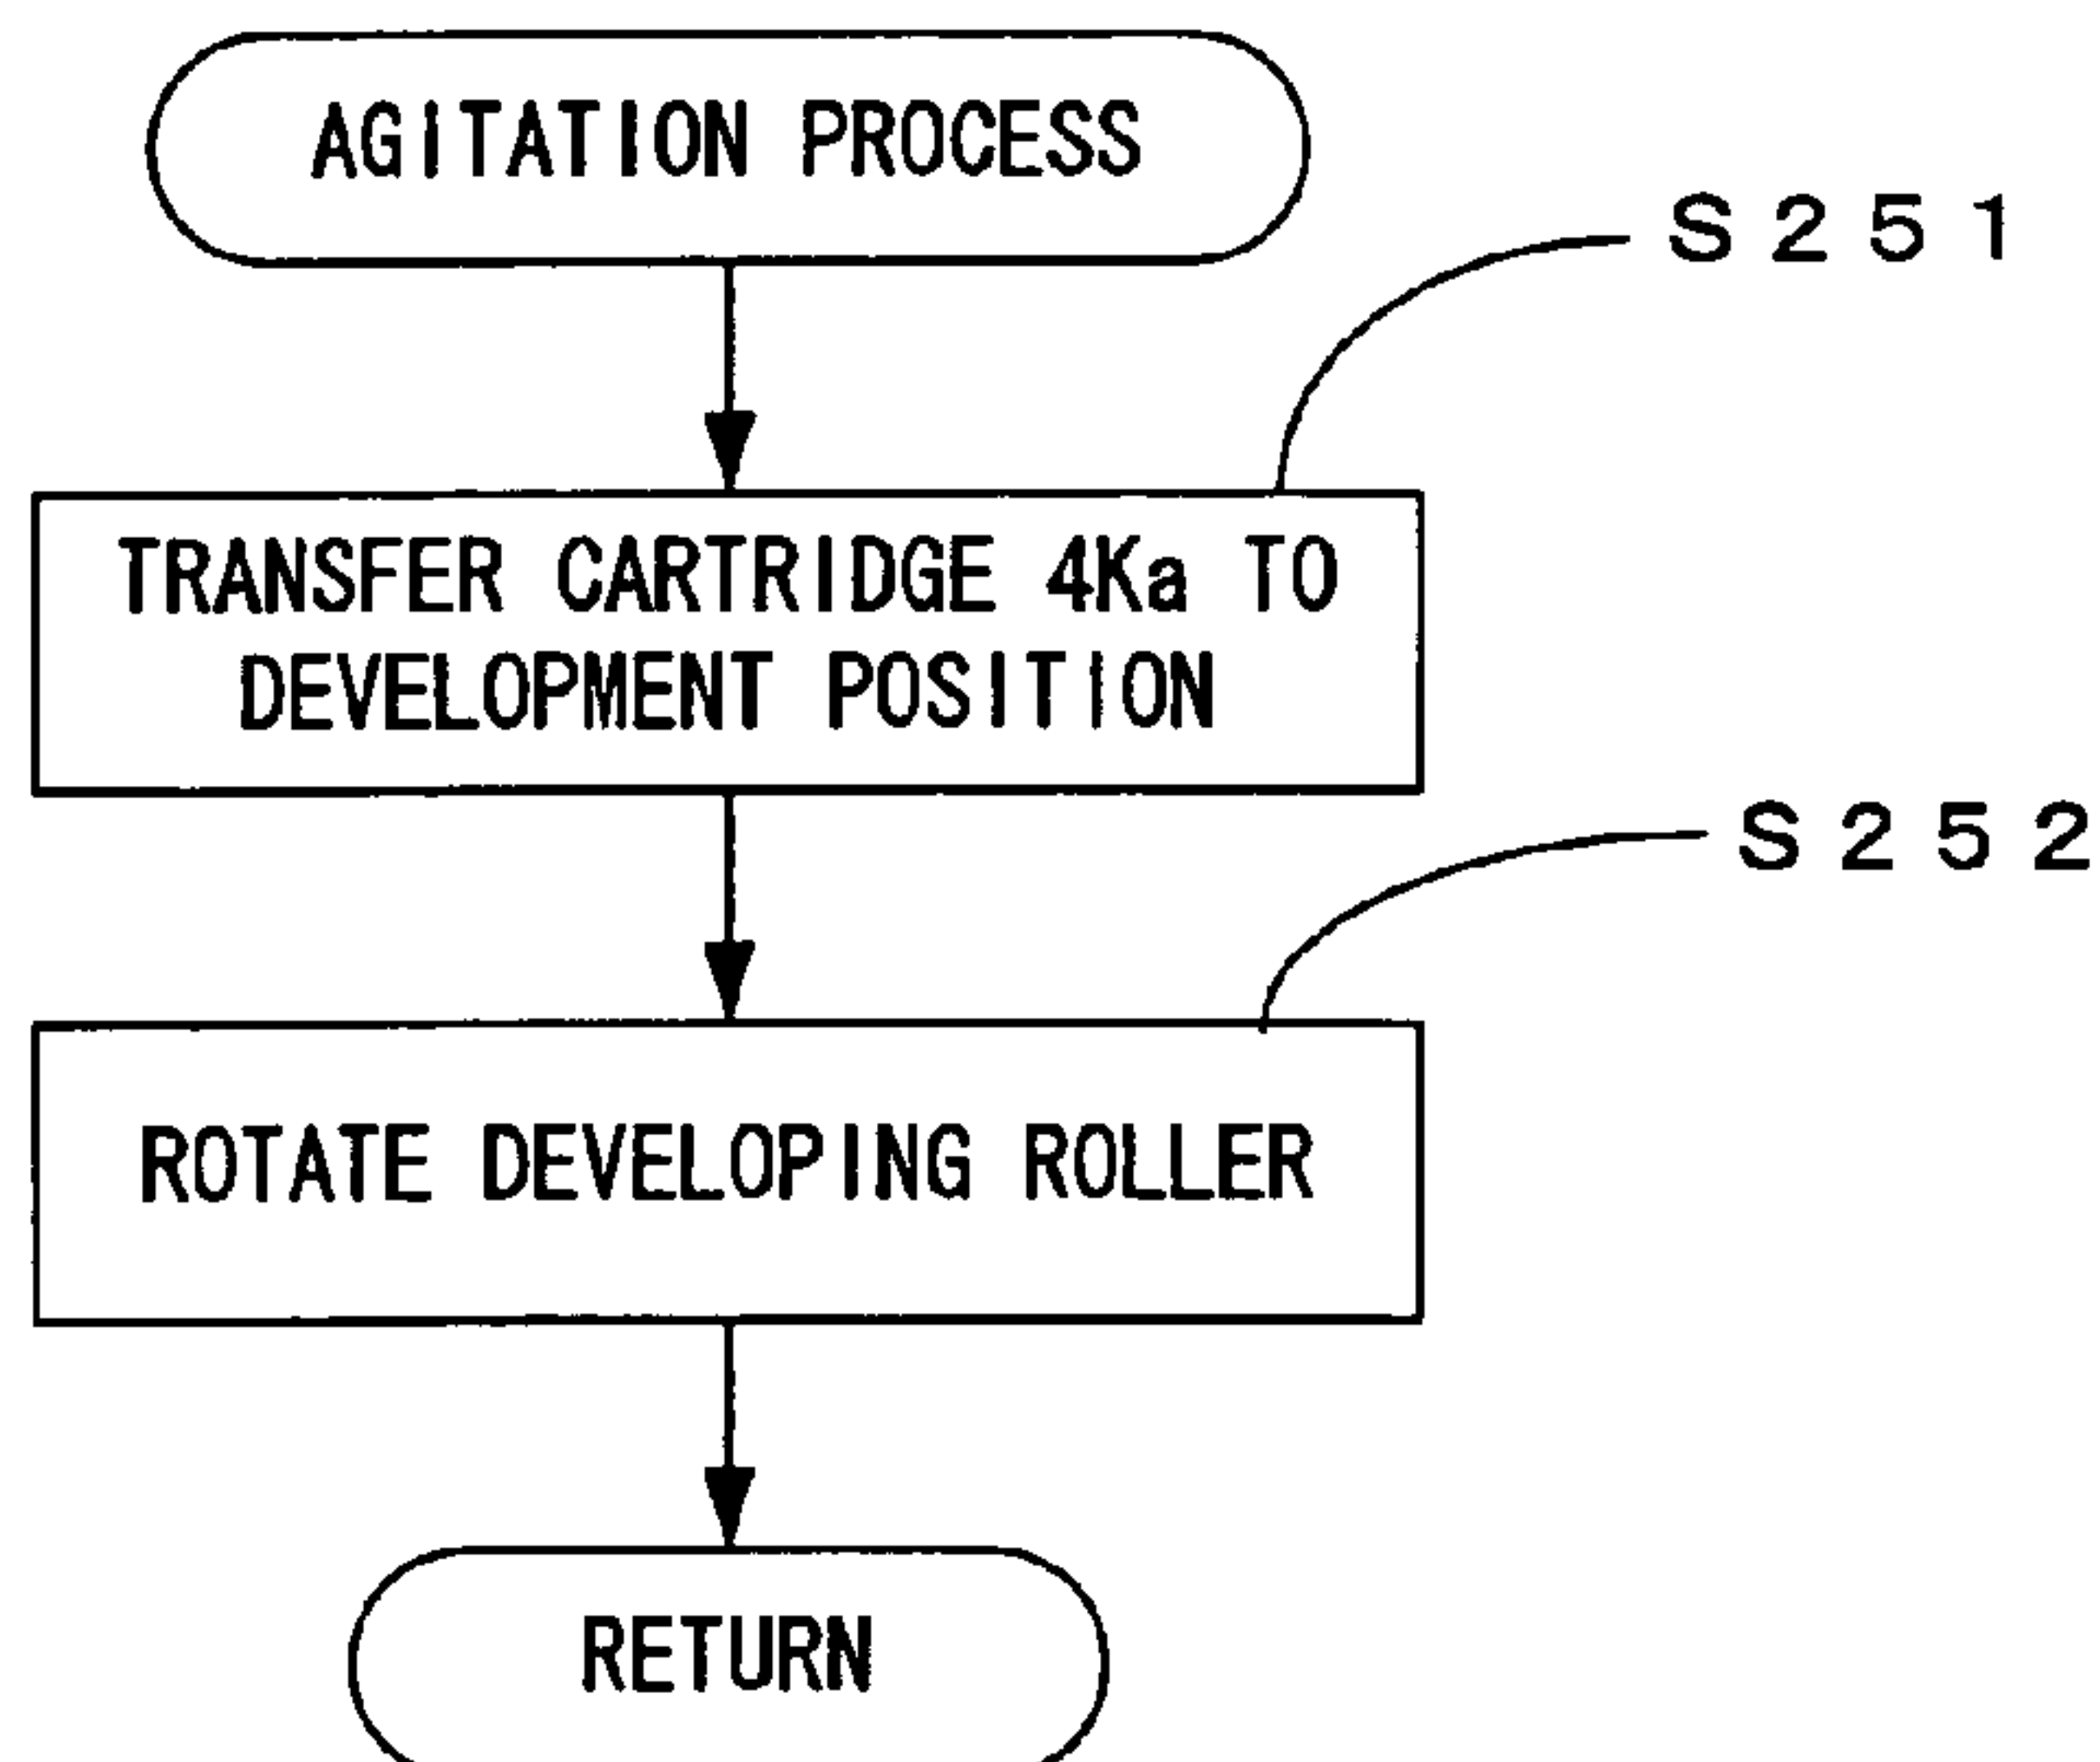 AGITATION PROCESS
S251
TRANSFER CARTRIDGE 4Ka TO
DEVELOPMENT POSITION
S252
ROTATE DEVELOPING ROLLER
RETURN